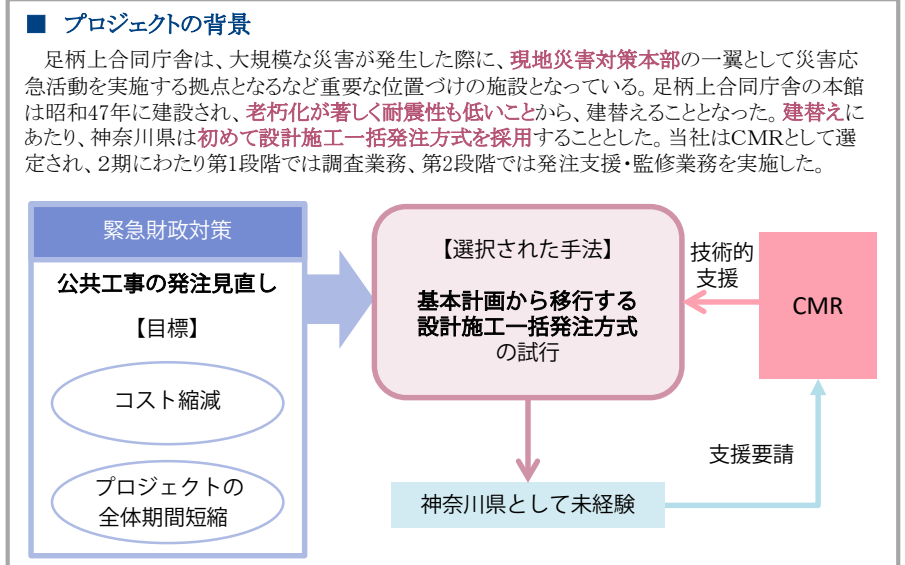 ■ プロジェクトの背景
足柄上合同庁舎は、大規模な災害が発生した際に、現地災害対策本部の一翼として災害応
急活動を実施する拠点となるなど重要な位置づけの施設となっている。足柄上合同庁舎の本館
は昭和47年に建設され、老朽化が著しく耐震性も低いことから、建替えることとなった。建替えに
あたり、神奈川県は初めて設計施工一括発注方式を採用することとした。当社はCMRとして選
定され、2期にわたり第1段階では調査業務、第2段階では発注支援・監修業務を実施した。
緊急財政対策
公共工事の発注見直し
【目標】
コスト縮減
プロジェクトの
全体期間短縮
【選択された手法】
基本計画から移行する
設計施工一括発注方式
の試行
技術的
支援
CMR
支援要請
神奈川県として未経験